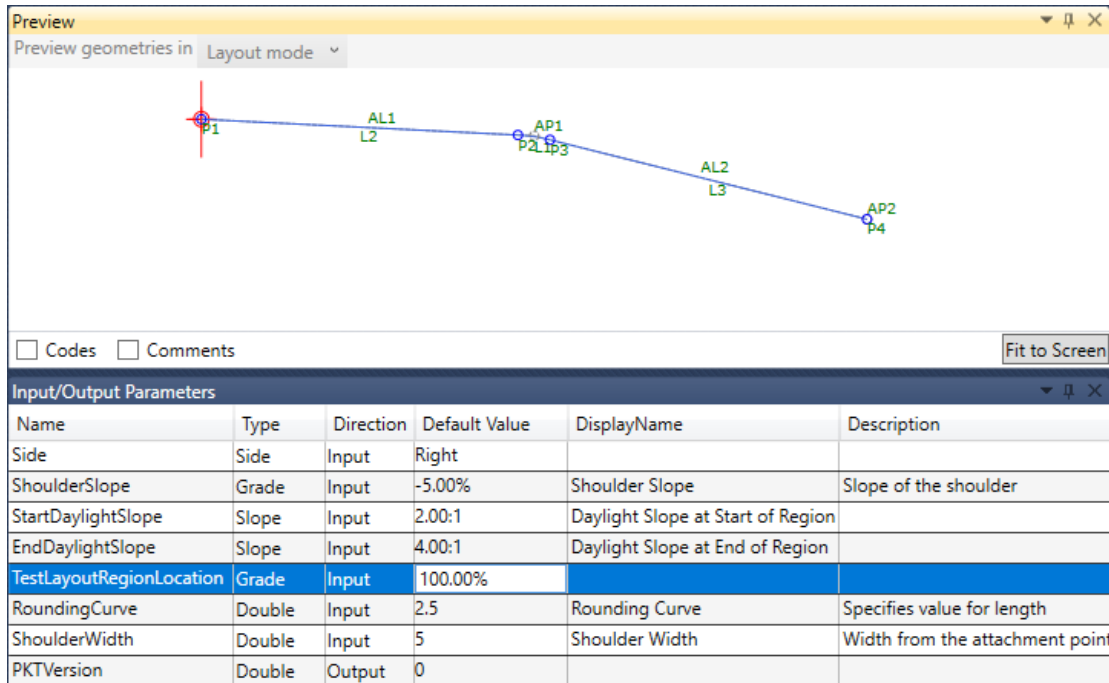 Preview
Preview geometries in Layout mode
P1
AL1
L2
AP1
P2 L1 P3
AL2
L3
AP2
P4
Codes Comments Fit to Screen
Input/Output Parameters
Name Type Direction Default Value DisplayName Description
Side Side Input Right
ShoulderSlope Grade Input -5.00% Shoulder Slope Slope of the shoulder
StartDaylightSlope Slope Input 2.00:1 Daylight Slope at Start of Region
EndDaylightSlope Slope Input 4.00:1 Daylight Slope at End of Region
TestLayoutRegionLocation Grade Input 100.00%
RoundingCurve Double Input 2.5 Rounding Curve Specifies value for length
ShoulderWidth Double Input 5 Shoulder Width Width from the attachment point
PKTVersion Double Output 0